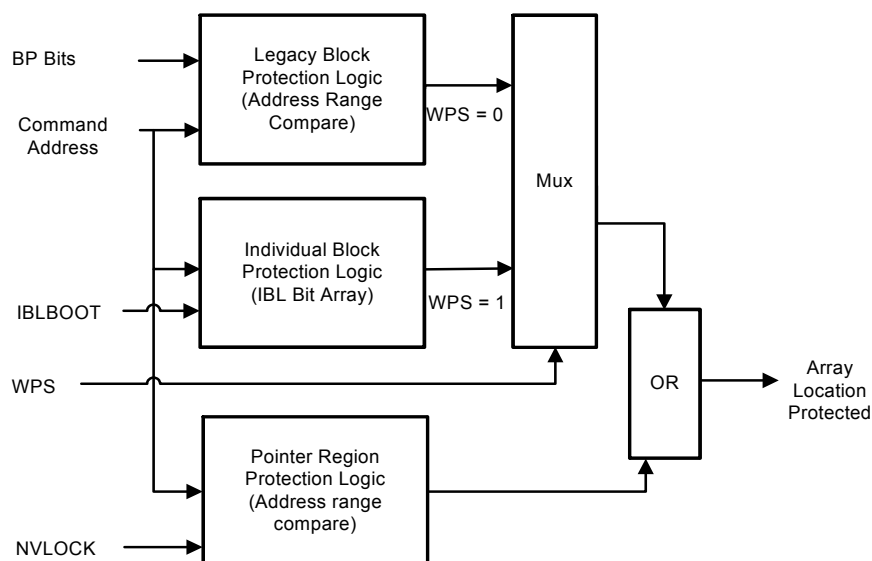 BP Bits
Command
Address
Legacy Block
Protection Logic
(Address Range
Compare)
WPS = 0
Mux
Individual Block
Protection Logic
(IBL Bit Array)
WPS = 1
IBLBOOT
WPS
OR
Array
Location
Protected
Pointer Region
Protection Logic
(Address range
compare)
NVLOCK